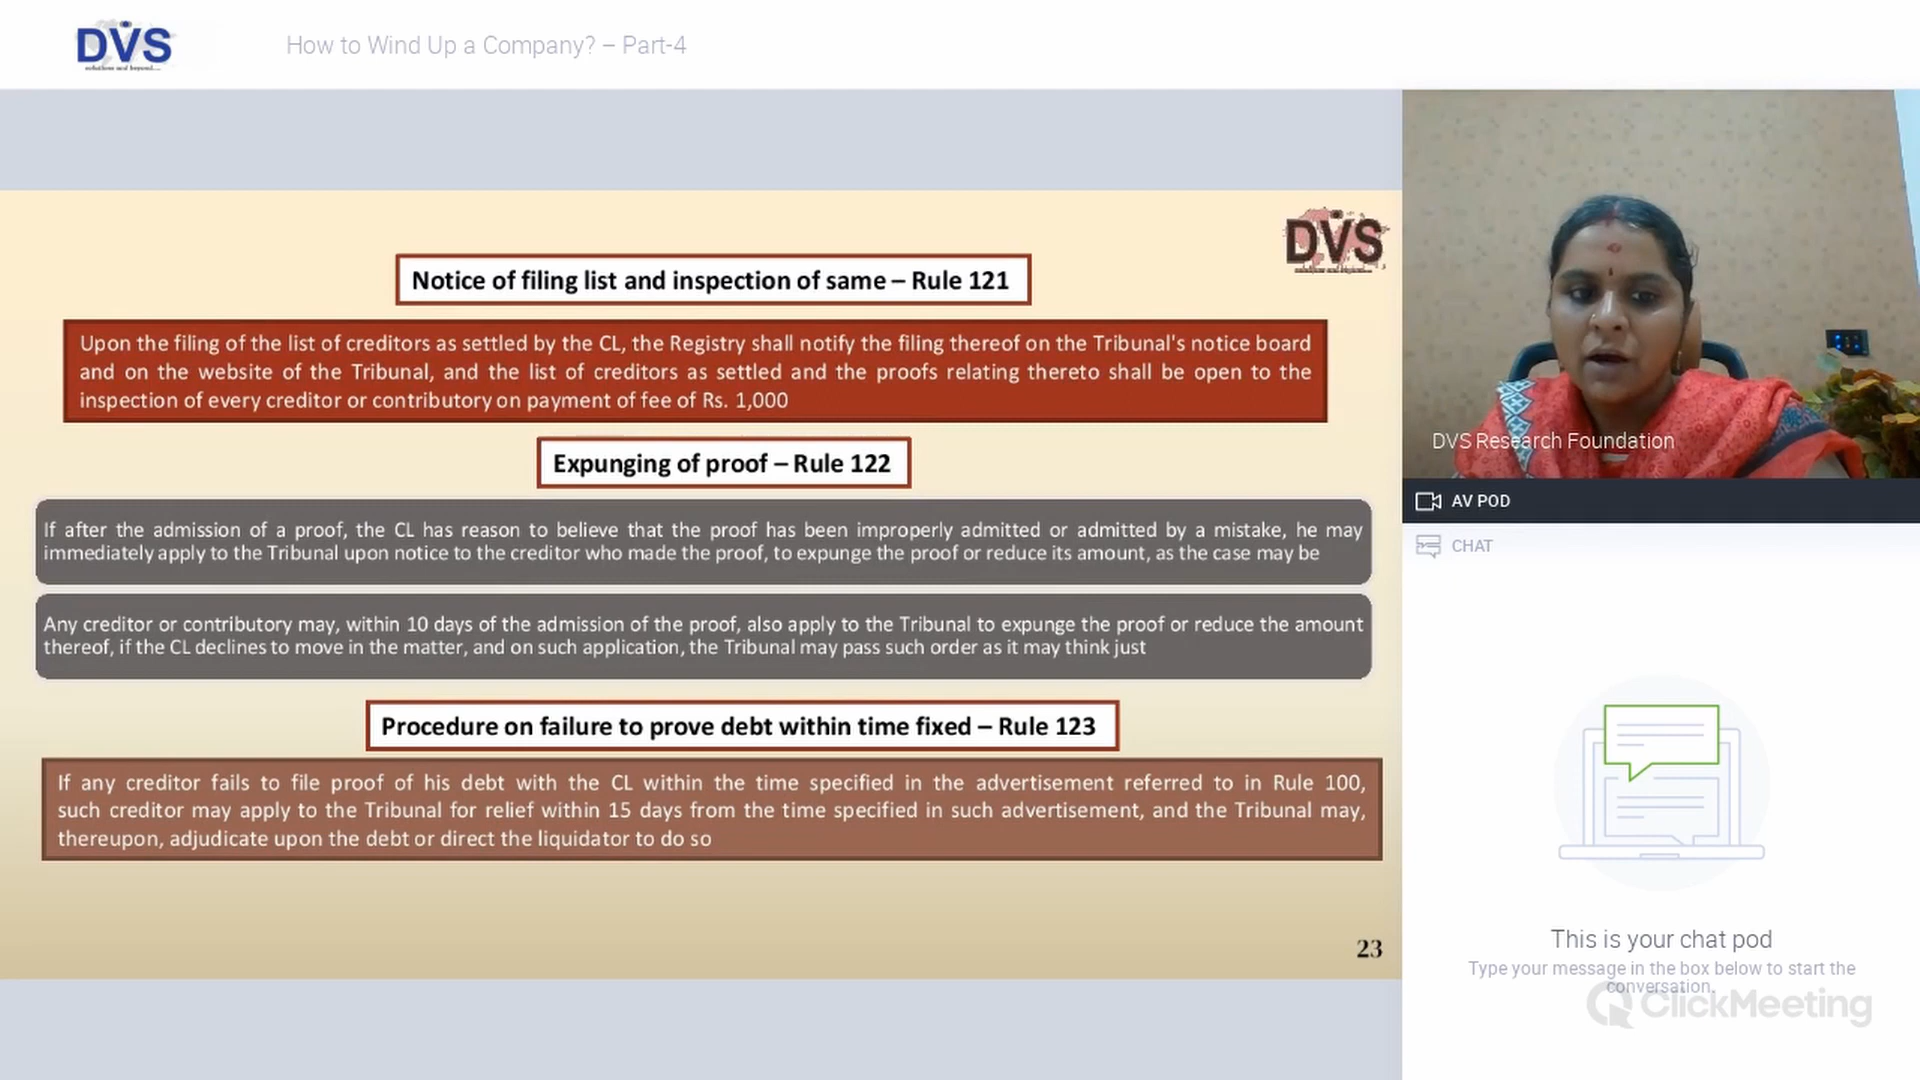 DVS
solutions and beyond....
How to Wind Up a Company? – Part-4
DVS
Notice of filing list and inspection of same – Rule 121
Upon the filing of the list of creditors as settled by the CL, the Registry shall notify the filing thereof on the Tribunal's notice board
and on the website of the Tribunal, and the list of creditors as settled and the proofs relating thereto shall be open to the
inspection of every creditor or contributory on payment of fee of Rs. 1,000
Expunging of proof – Rule 122
If after the admission of a proof, the CL has reason to believe that the proof has been improperly admitted or admitted by a mistake, he may
immediately apply to the Tribunal upon notice to the creditor who made the proof, to expunge the proof or reduce its amount, as the case may be
Any creditor or contributory may, within 10 days of the admission of the proof, also apply to the Tribunal to expunge the proof or reduce the amount
thereof, if the CL declines to move in the matter, and on such application, the Tribunal may pass such order as it may think just
Procedure on failure to prove debt within time fixed – Rule 123
If any creditor fails to file proof of his debt with the CL within the time specified in the advertisement referred to in Rule 100,
such creditor may apply to the Tribunal for relief within 15 days from the time specified in such advertisement, and the Tribunal may,
thereupon, adjudicate upon the debt or direct the liquidator to do so
23
DVS Research Foundation
AV POD
CHAT
This is your chat pod
Type your message in the box below to start the
conversation.
ClickMeeting